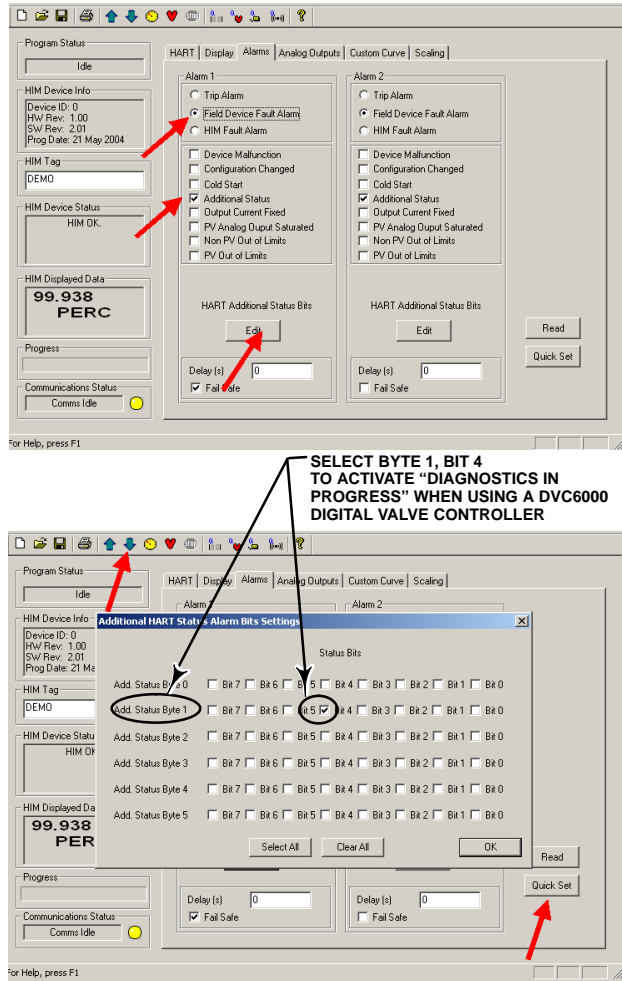 Program Status
Idle
HIM Device Info
Device ID: 0
HW Rev: 1.00
SW Rev: 2.01
Prog Date: 21 May 2004
HIM Tag
DEMO
HIM Device Status
HIM OK.
HIM Displayed Data
99.938
PERC
Progress
Communications Status
Comms Idle
HART Display Alarms Analog Outputs Custom Curve Scaling
Alarm 1
Trip Alarm
Field Device Fault Alarm
HIM Fault Alarm
Device Malfunction
Configuration Changed
Cold Start
Additional Status
Output Current Fixed
PV Analog Ouput Saturated
Non PV Out of Limits
PV Out of Limits
HART Additional Status Bits
Edit
Delay (s) 0
Fail Safe
Alarm 2
Trip Alarm
Field Device Fault Alarm
HIM Fault Alarm
Device Malfunction
Configuration Changed
Cold Start
Additional Status
Output Current Fixed
PV Analog Ouput Saturated
Non PV Out of Limits
PV Out of Limits
HART Additional Status Bits
Edit
Delay (s) 0
Fail Safe
Read
Quick Set
For Help, press F1
SELECT BYTE 1, BIT 4
TO ACTIVATE “DIAGNOSTICS IN
PROGRESS” WHEN USING A DVC6000
DIGITAL VALVE CONTROLLER
Program Status
Idle
HIM Device Info
Device ID: 0
HW Rev: 1.00
SW Rev: 2.01
Prog Date: 21 Ma
HIM Tag
DEMO
HIM Device Statu
HIM OK
HIM Displayed Da
99.938
PER
Progress
Communications Status
Comms Idle
HART Display Alarms Analog Outputs Custom Curve Scaling
Alarm 1
Alarm 2
Additional HART Status Alarm Bits Settings
Status Bits
Add. Status Byte 0 Bit 7 Bit 6 Bit 5 Bit 4 Bit 3 Bit 2 Bit 1 Bit 0
Add. Status Byte 1 Bit 7 Bit 6 Bit 5 Bit 4 Bit 3 Bit 2 Bit 1 Bit 0
Add. Status Byte 2 Bit 7 Bit 6 Bit 5 Bit 4 Bit 3 Bit 2 Bit 1 Bit 0
Add. Status Byte 3 Bit 7 Bit 6 Bit 5 Bit 4 Bit 3 Bit 2 Bit 1 Bit 0
Add. Status Byte 4 Bit 7 Bit 6 Bit 5 Bit 4 Bit 3 Bit 2 Bit 1 Bit 0
Add. Status Byte 5 Bit 7 Bit 6 Bit 5 Bit 4 Bit 3 Bit 2 Bit 1 Bit 0
Select All Clear All OK
Delay (s) 0
Fail Safe
Delay (s) 0
Fail Safe
Read
Quick Set
For Help, press F1